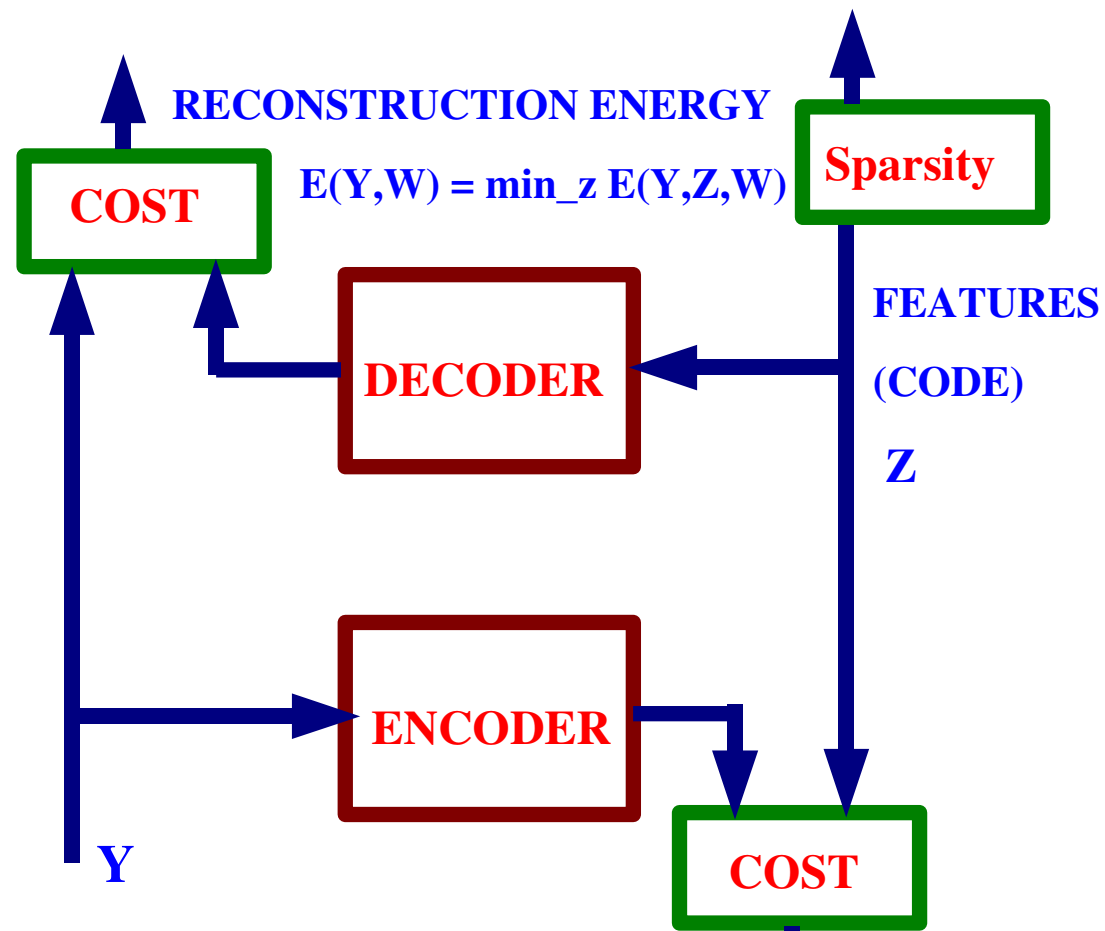 RECONSTRUCTION ENERGY
E(Y,W) = min_z E(Y,Z,W)
Sparsity
COST
FEATURES
(CODE)
Z
DECODER
ENCODER
Y
COST